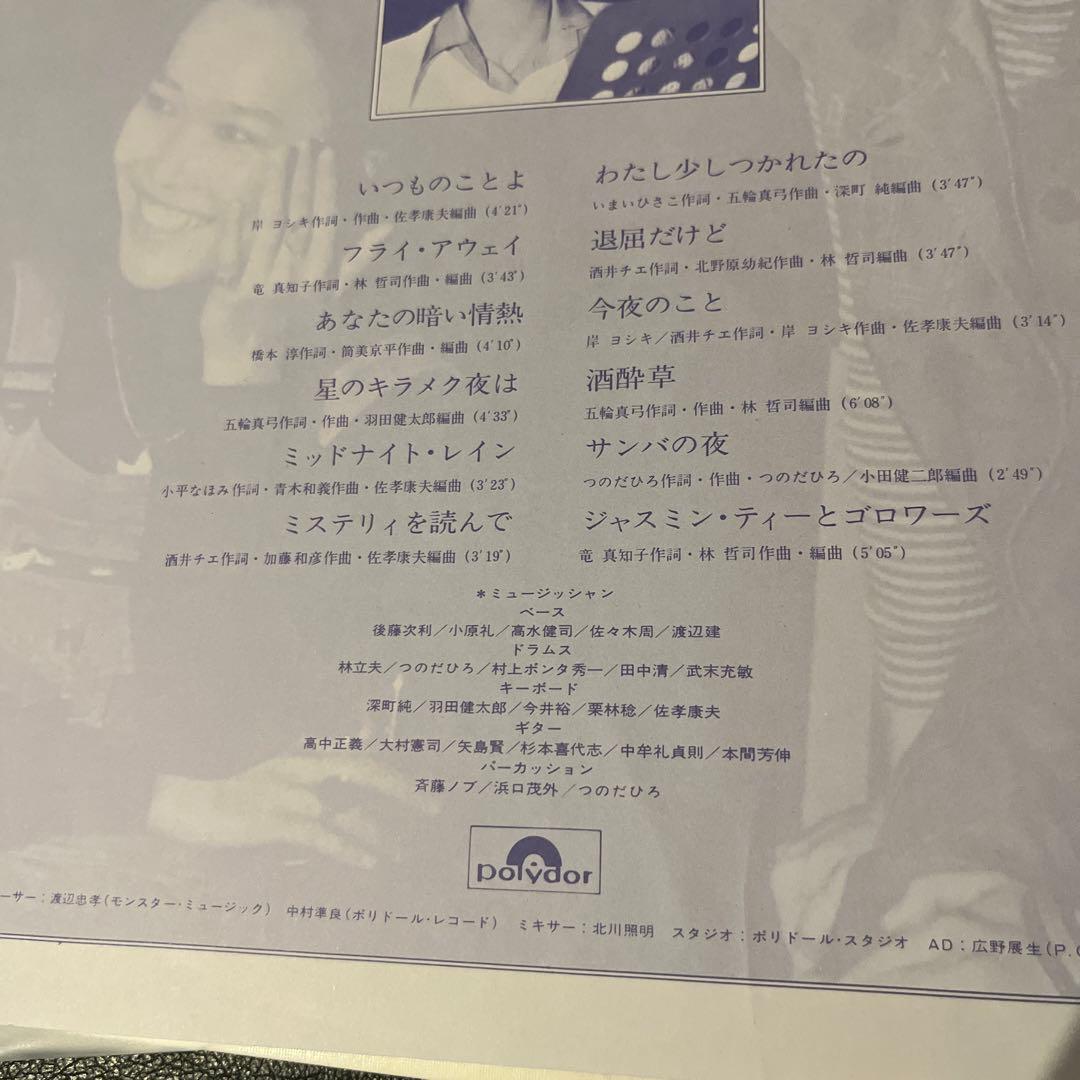 いつものことよ
岸 ヨシキ作詞・作曲・佐孝康夫編曲 (4′21″)
フライ・アウェイ
竜 真知子作詞・林 哲司作曲・編曲 (3′43″)
あなたの暗い情熱
橋本 淳作詞・筒美京平作曲・編曲 (4′10″)
星のキラメク夜は
五輪真弓作詞・作曲・羽田健太郎編曲 (4′33″)
ミッドナイト・レイン
小平なほみ作詞・青木和義作曲・佐孝康夫編曲 (3′23″)
ミステリィを読んで
酒井チエ作詞・加藤和彦作曲・佐孝康夫編曲 (3′19″)
わたし少しつかれたの
いまいひさこ作詞・五輪真弓作曲・深町 純編曲 (3′47″)
退屈だけど
酒井チエ作詞・北野原幼紀作曲・林 哲司編曲 (3′47″)
今夜のこと
岸 ヨシキ/酒井チエ作詞・岸 ヨシキ作曲・佐孝康夫編曲 (3′14″)
酒酔草
五輪真弓作詞・作曲・林 哲司編曲 (6′08″)
サンバの夜
つのだひろ作詞・作曲・つのだひろ/小田健二郎編曲 (2′49″)
ジャスミン・ティーとゴロワーズ
竜 真知子作詞・林 哲司作曲・編曲 (5′05″)
*ミュージッシャン
ベース
後藤次利/小原礼/高水健司/佐々木周/渡辺建
ドラムス
林立夫/つのだひろ/村上ポンタ秀一/田中清/武末充敏
キーボード
深町純/羽田健太郎/今井裕/栗林稔/佐孝康夫
ギター
高中正義/大村憲司/矢島賢/杉本喜代志/中牟礼貞則/本間芳伸
パーカッション
斉藤ノブ/浜口茂外/つのだひろ
polydor
ーサー:渡辺忠孝(モンスター・ミュージック) 中村準良(ポリドール・レコード) ミキサー:北川照明 スタジオ:ポリドール・スタジオ AD:広野展生(P.